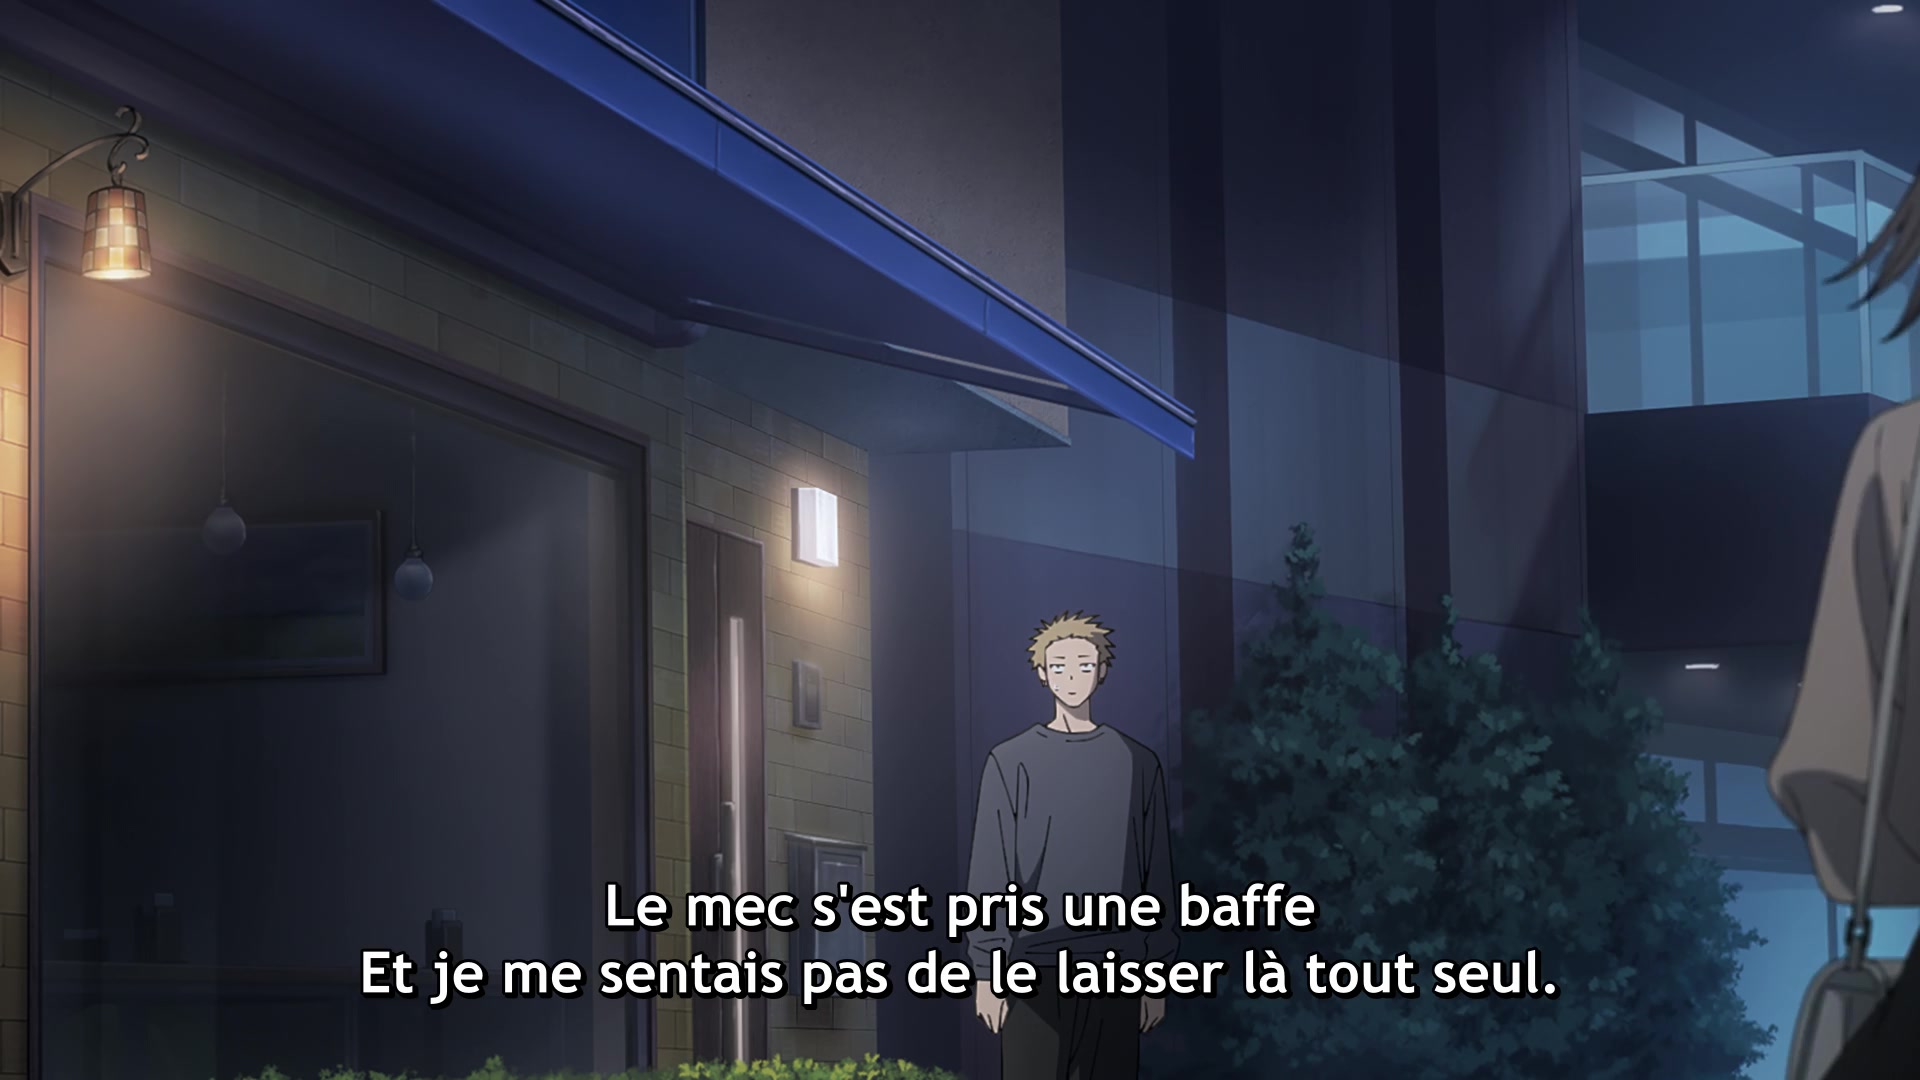 Le mec s'est pris une baffe
Et je me sentais pas de le laisser là tout seul.